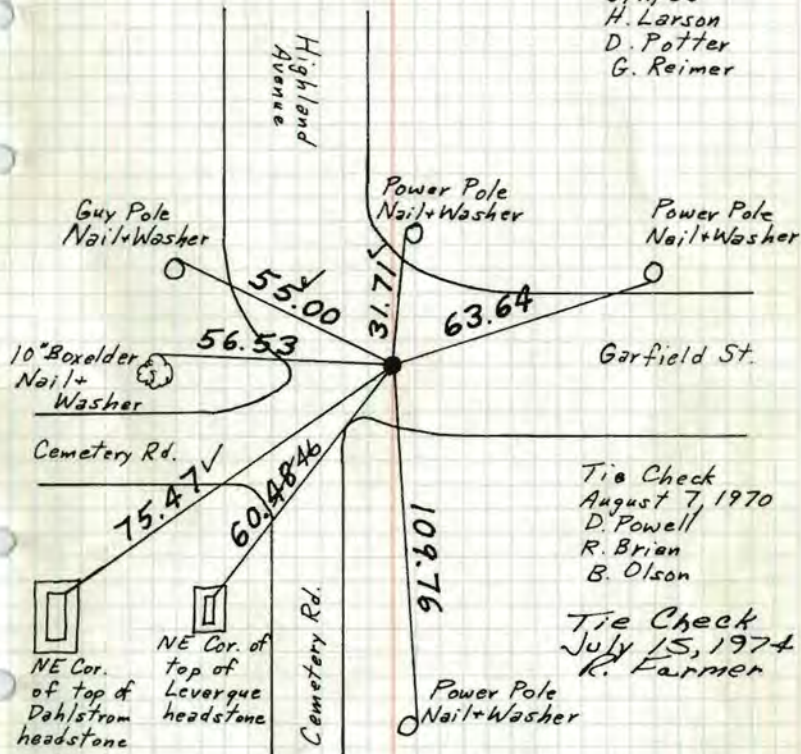 H. Larson
D. Potter
G. Reimer
Highland
Avenue
Guy Pole
Nail+Washer
Power Pole
Nail+Washer
Power Pole
Nail+Washer
55.00✓
31.71✓
63.64
56.53
10" Boxelder
Nail+
Washer
Garfield St.
Cemetery Rd.
75.47✓
60.4846
109.76
Tie Check
August 7, 1970
D. Powell
R. Brian
B. Olson
Tie Check
July 15, 1974
R. Farmer
NE Cor.
of top of
Dahlstrom
headstone
NE Cor. of
top of
Leverque
headstone
Cemetery Rd.
Power Pole
Nail+Washer